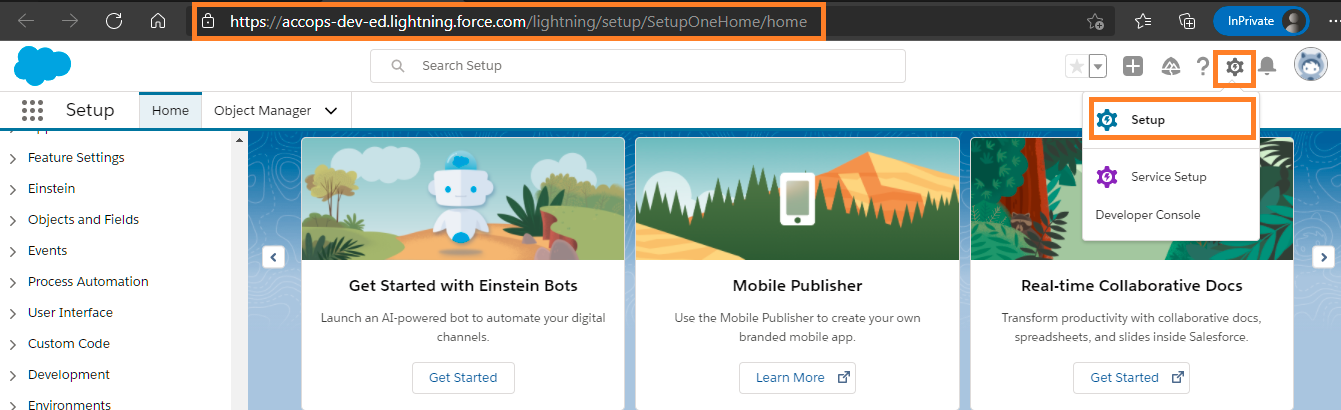 https://accops-dev-ed.lightning.force.com/lightning/setup/SetupOneHome/home
InPrivate
Search Setup
Setup
Home
Object Manager
Setup
Service Setup
Developer Console
Feature Settings
Einstein
Objects and Fields
Events
Process Automation
User Interface
Custom Code
Development
Environments
Get Started with Einstein Bots
Launch an AI-powered bot to automate your digital
channels.
Get Started
Mobile Publisher
Use the Mobile Publisher to create your own
branded mobile app.
Learn More
Real-time Collaborative Docs
Transform productivity with collaborative docs,
spreadsheets, and slides inside Salesforce.
Get Started